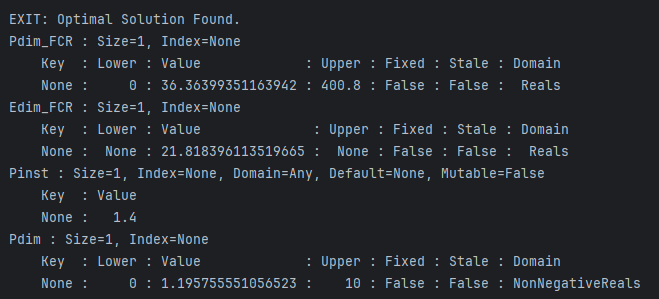 EXIT: Optimal Solution Found.
Pdim_FCR : Size=1, Index=None
    Key  : Lower : Value             : Upper : Fixed : Stale : Domain
    None :     0 : 36.36399351163942 : 400.8 : False : False :  Reals
Edim_FCR : Size=1, Index=None
    Key  : Lower : Value              : Upper : Fixed : Stale : Domain
    None :  None : 21.818396113519665 :  None : False : False :  Reals
Pinst : Size=1, Index=None, Domain=Any, Default=None, Mutable=False
    Key  : Value
    None :   1.4
Pdim : Size=1, Index=None
    Key  : Lower : Value             : Upper : Fixed : Stale : Domain
    None :     0 : 1.195755551056523 :    10 : False : False : NonNegativeReals